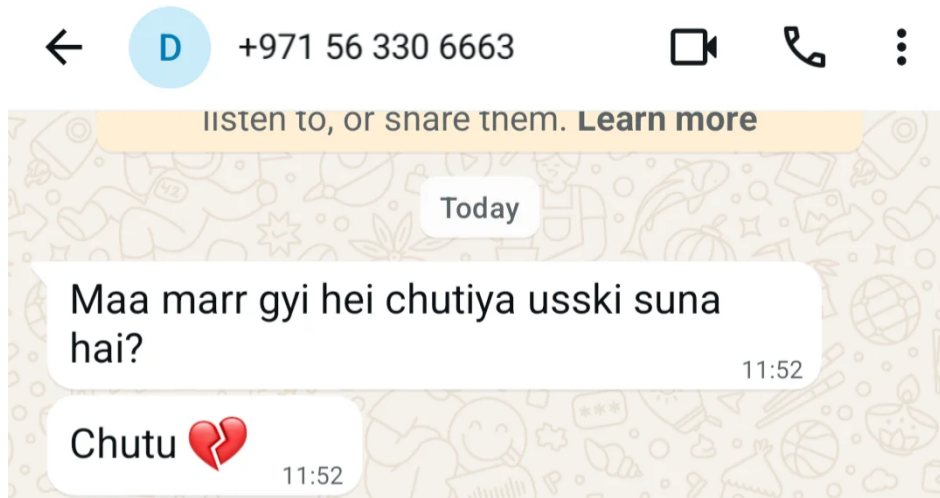 D +971 56 330 6663
listen to, or share them. Learn more
Today
Maa marr gyi hei chutiya usski suna
hai?
11:52
Chutu 💔
11:52